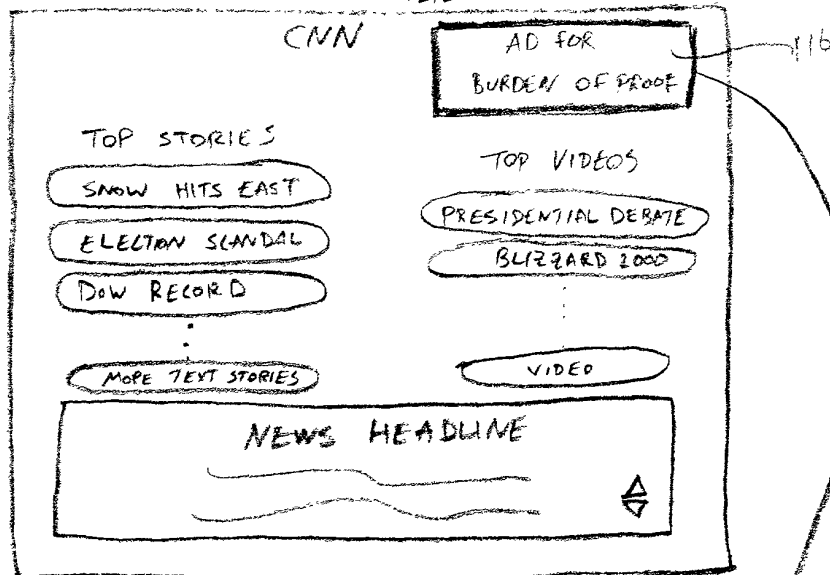 CNN
AD FOR
BURDEN OF PROOF
116
TOP STORIES
SNOW HITS EAST
ELECTION SCANDAL
DOW RECORD
MORE TEXT STORIES
TOP VIDEOS
PRESIDENTIAL DEBATE
BLIZZARD 2000
VIDEO
NEWS HEADLINE